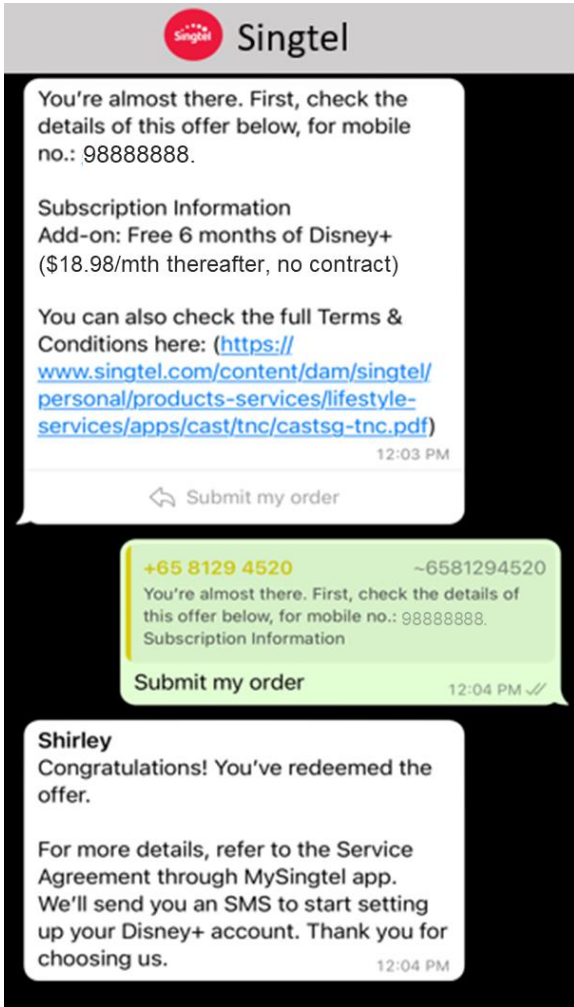 Singtel
Singtel
You're almost there. First, check the
details of this offer below, for mobile
no.: 98888888.
Subscription Information
Add-on: Free 6 months of Disney+
($18.98/mth thereafter, no contract)
You can also check the full Terms &
Conditions here: (https://
www.singtel.com/content/dam/singtel/
personal/products-services/lifestyle-
services/apps/cast/tnc/castsg-tnc.pdf)
12:03 PM
Submit my order
+65 8129 4520 ~6581294520
You're almost there. First, check the details of
this offer below, for mobile no.: 98888888.
Subscription Information
Submit my order
12:04 PM
Shirley
Congratulations! You've redeemed the
offer.
For more details, refer to the Service
Agreement through MySingtel app.
We'll send you an SMS to start setting
up your Disney+ account. Thank you for
choosing us.
12:04 PM